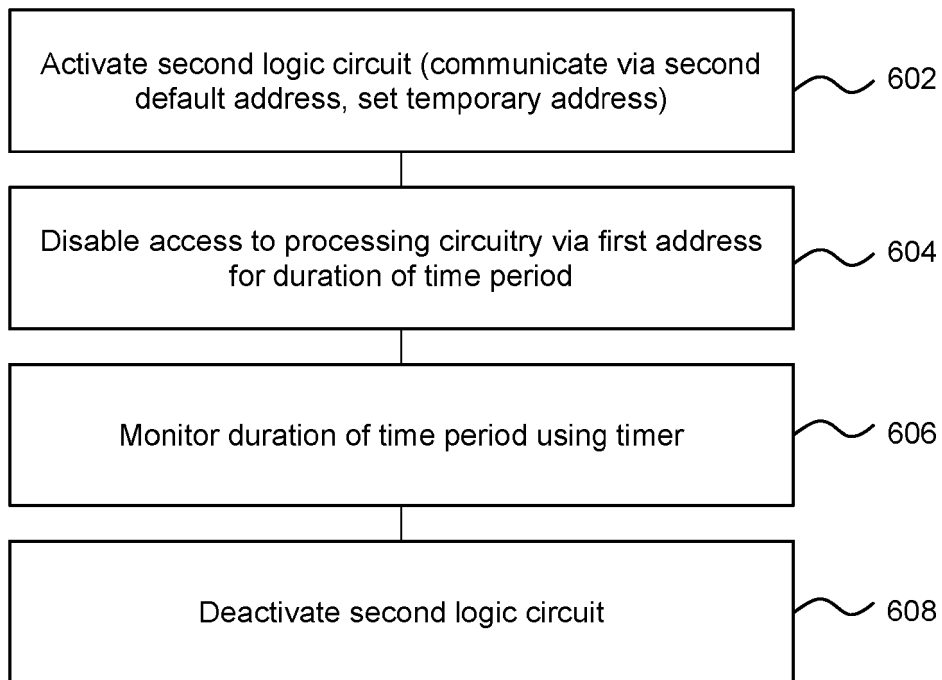 Activate second logic circuit (communicate via second
default address, set temporary address)
602
Disable access to processing circuitry via first address
for duration of time period
604
Monitor duration of time period using timer
606
Deactivate second logic circuit
608